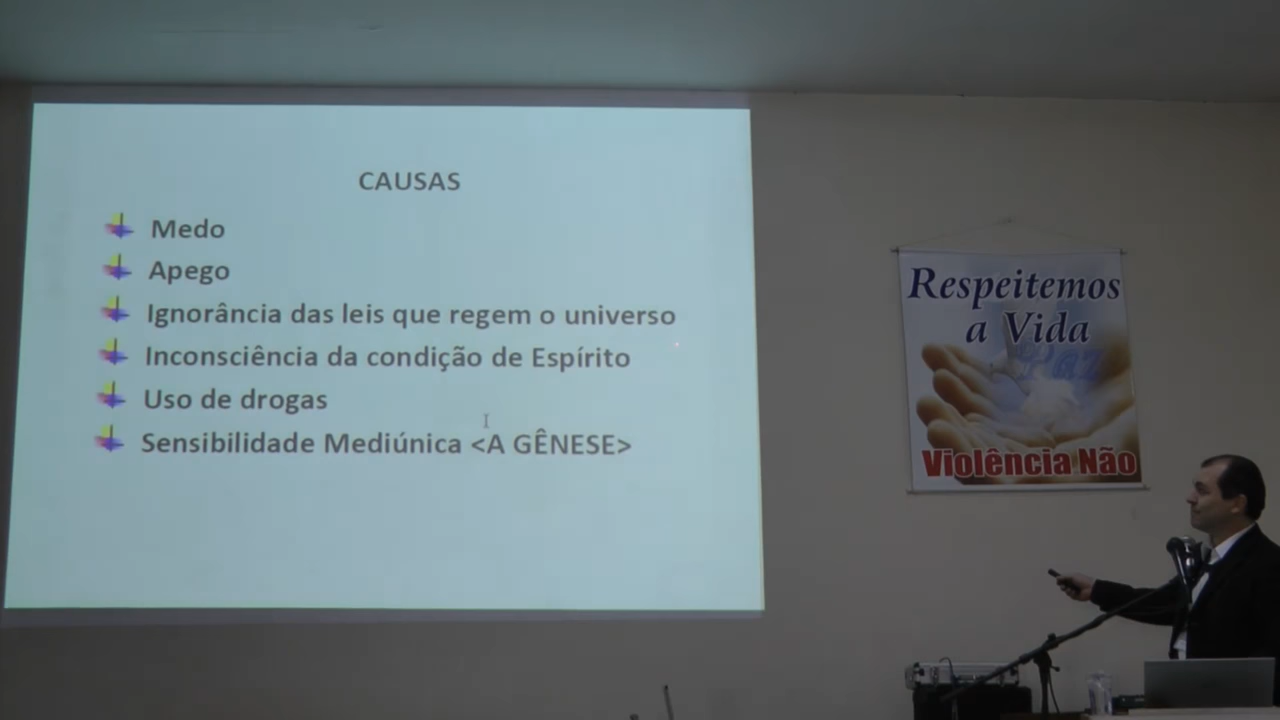 CAUSAS
Medo
Apego
Ignorância das leis que regem o universo
Inconsciência da condição de Espírito
Uso de drogas
Sensibilidade Mediúnica <A GÊNESE>
Respeitemos
a Vida
Paz
Violência Não